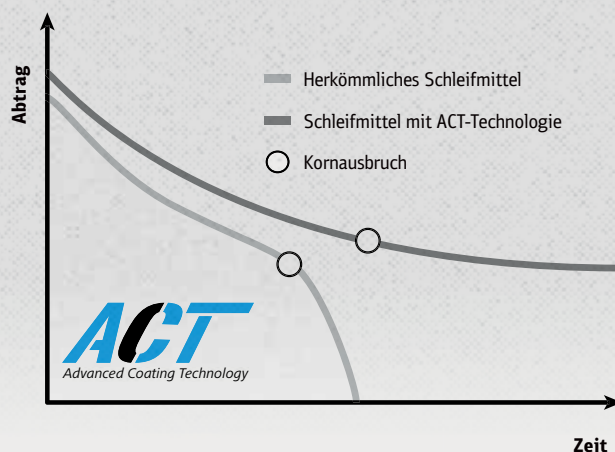 Abtrag
Herkömmliches Schleifmittel
Schleifmittel mit ACT-Technologie
Kornausbruch
ACT
Advanced Coating Technology
Zeit